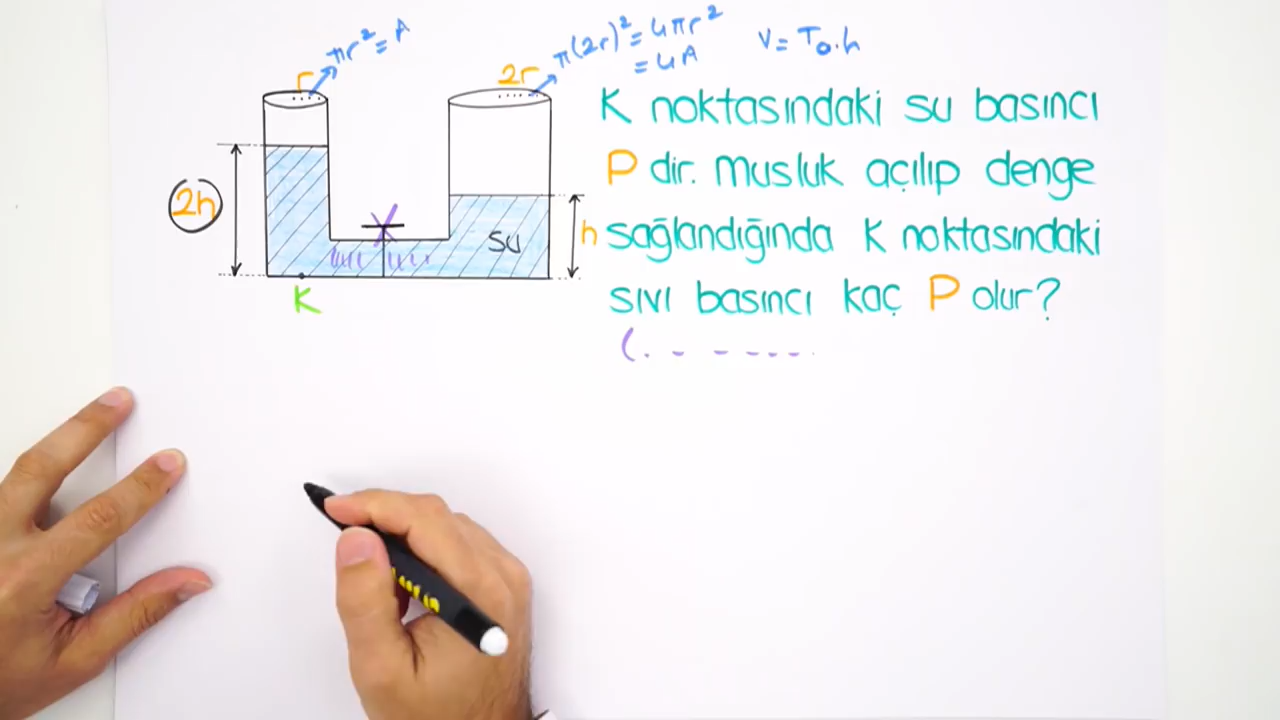 πr² = A
π(2r)² = 4πr²
= 4A
V = T₀.h
r
2r
K noktasındaki su basıncı
P dir. musluk açılıp denge
sağlandığında K noktasındaki
sıvı basıncı kaç P olur?
2h
su
h
K